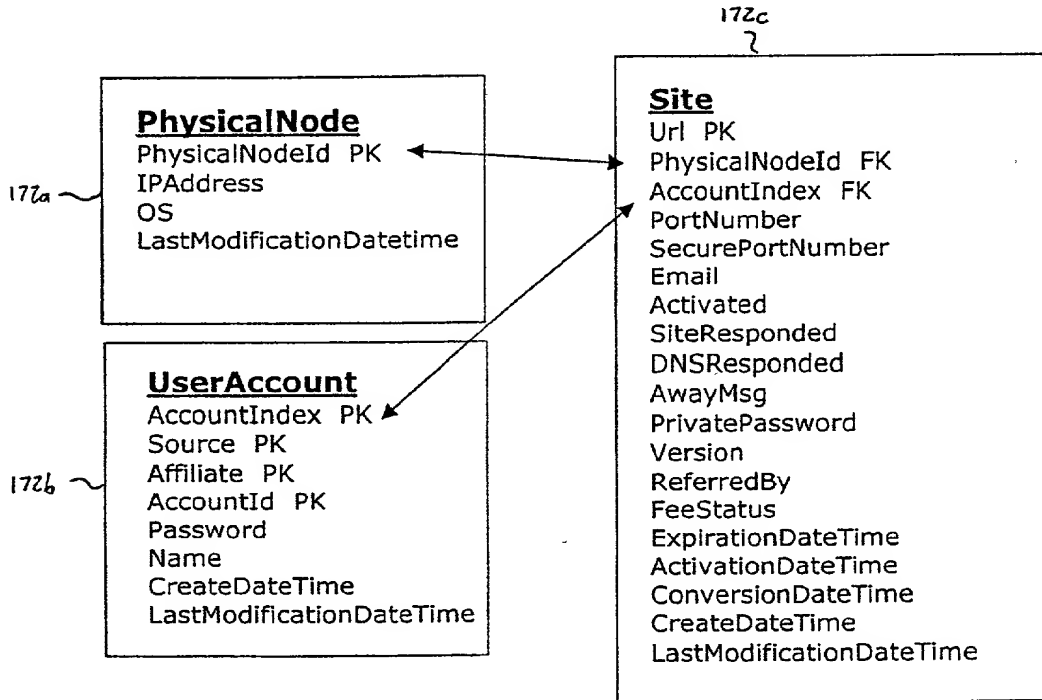 172c
PhysicalNode
PhysicalNodeId PK
IPAddress
OS
LastModificationDatetime
172a
UserAccount
AccountIndex PK
Source PK
Affiliate PK
AccountId PK
Password
Name
CreateDateTime
LastModificationDateTime
172b
Site
Url PK
PhysicalNodeId FK
AccountIndex FK
PortNumber
SecurePortNumber
Email
Activated
SiteResponded
DNSResponded
AwayMsg
PrivatePassword
Version
ReferredBy
FeeStatus
ExpirationDateTime
ActivationDateTime
ConversionDateTime
CreateDateTime
LastModificationDateTime